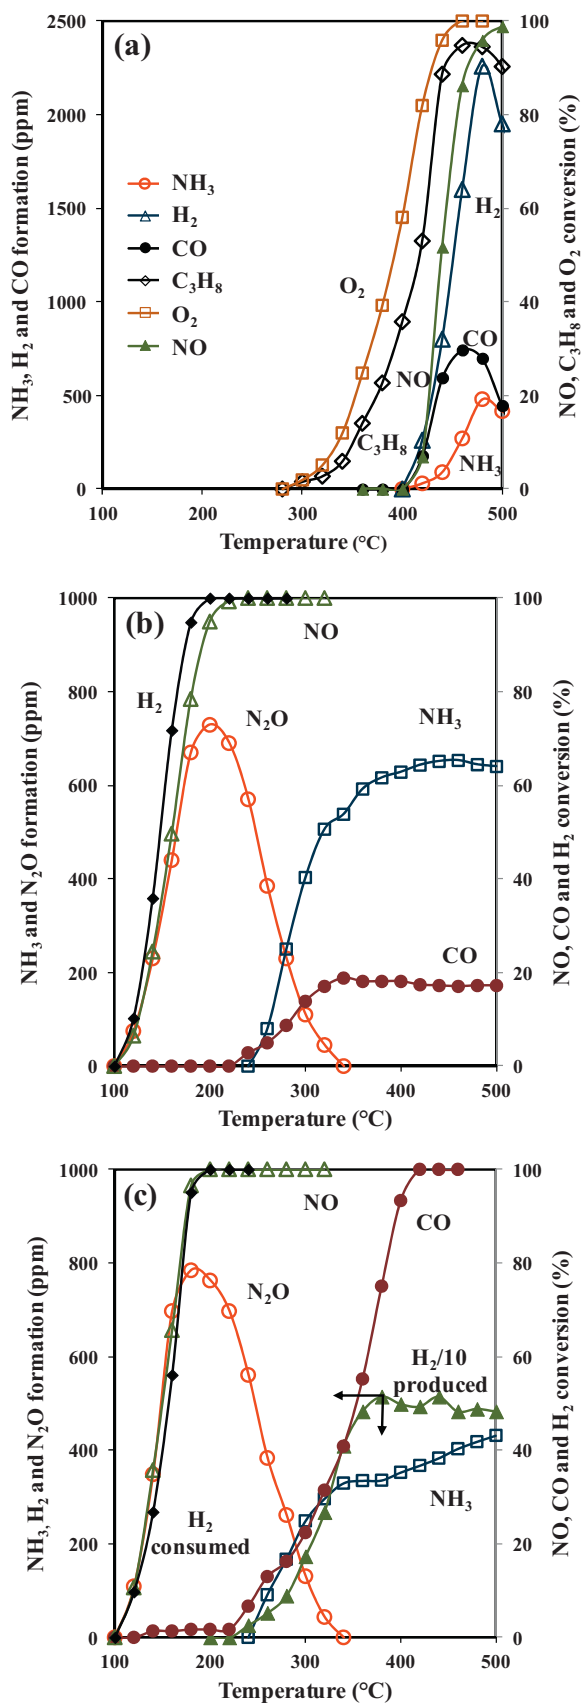 (a)
2500
2000
1500
1000
500
0
100
80
60
40
20
0
NH₃, H₂ and CO formation (ppm)
NO, C₃H₈ and O₂ conversion (%)
NH₃
H₂
CO
C₃H₈
O₂
NO
O₂
H₂
NO
CO
C₃H₈
NH₃
100
200
300
400
500
Temperature (°C)
(b)
1000
800
600
400
200
0
100
80
60
40
20
0
NH₃ and N₂O formation (ppm)
NO, CO and H₂ conversion (%)
NO
H₂
N₂O
NH₃
CO
100
200
300
400
500
Temperature (°C)
(c)
1000
800
600
400
200
0
100
80
60
40
20
0
NH₃, H₂ and N₂O formation (ppm)
NO, CO and H₂ conversion (%)
NO
CO
N₂O
H₂/10
produced
NH₃
H₂
consumed
100
200
300
400
500
Temperature (°C)